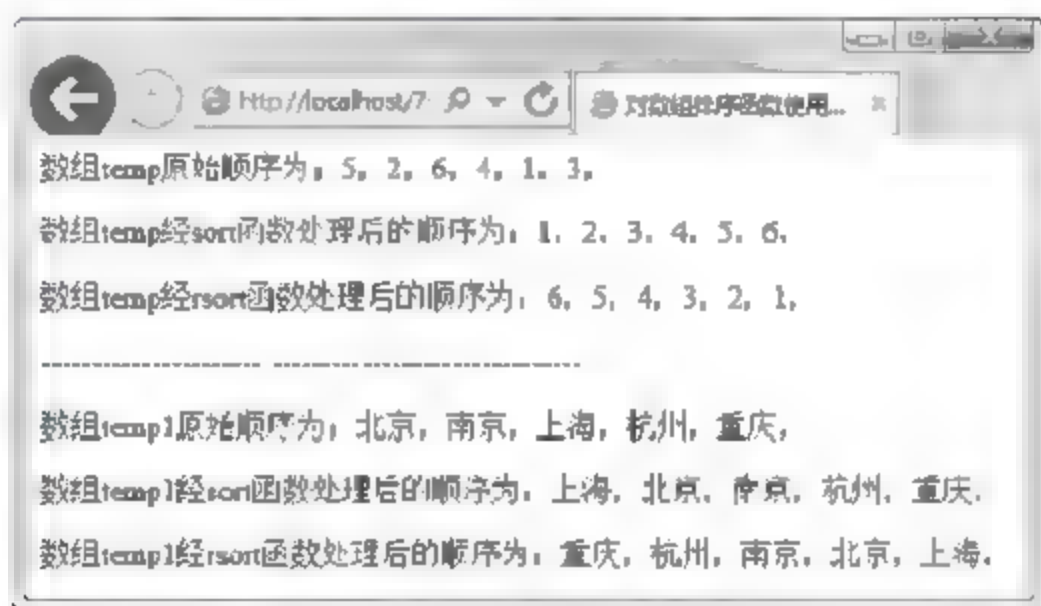 http://localhost/7
对数组排序函数使用...
数组temp原始顺序为：5, 2, 6, 4, 1, 3,
数组temp经sort函数处理后的顺序为：1, 2, 3, 4, 5, 6,
数组temp经rsort函数处理后的顺序为：6, 5, 4, 3, 2, 1,
---------------------- -------------------------------
数组temp1原始顺序为：北京，南京，上海，杭州，重庆，
数组temp1经sort函数处理后的顺序为：上海，北京，南京，杭州，重庆，
数组temp1经rsort函数处理后的顺序为：重庆，杭州，南京，北京，上海，